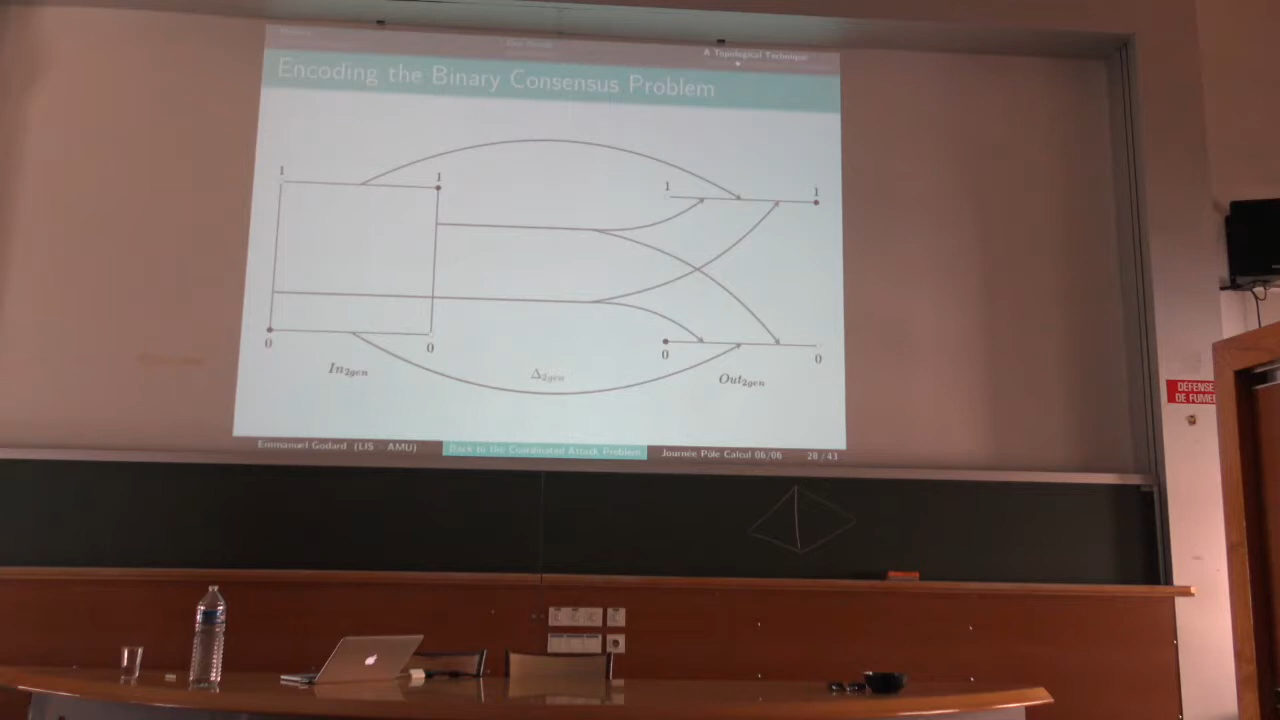 A Topological Technique
Encoding the Binary Consensus Problem
1
1
1
1
0
0
0
0
In2gen
Δ2gen
Out2gen
Emmanuel Godard (LIS - AMU)
Back to the Coordinated Attack Problem
Journée Pôle Calcul 06/06
28 / 43
DÉFENSE
DE FUMER